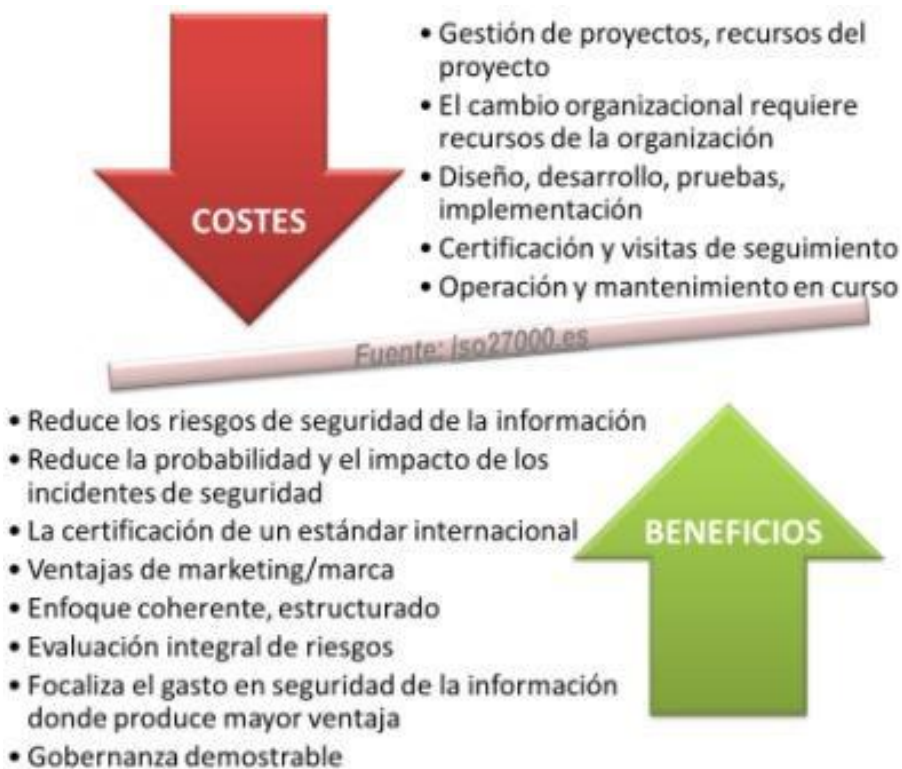 • Gestión de proyectos, recursos del
proyecto
• El cambio organizacional requiere
recursos de la organización
• Diseño, desarrollo, pruebas,
implementación
• Certificación y visitas de seguimiento
• Operación y mantenimiento en curso
COSTES
Fuente: Iso27000.es
• Reduce los riesgos de seguridad de la información
• Reduce la probabilidad y el impacto de los
incidentes de seguridad
• La certificación de un estándar internacional
• Ventajas de marketing/marca
• Enfoque coherente, estructurado
• Evaluación integral de riesgos
• Focaliza el gasto en seguridad de la información
donde produce mayor ventaja
• Gobernanza demostrable
BENEFICIOS